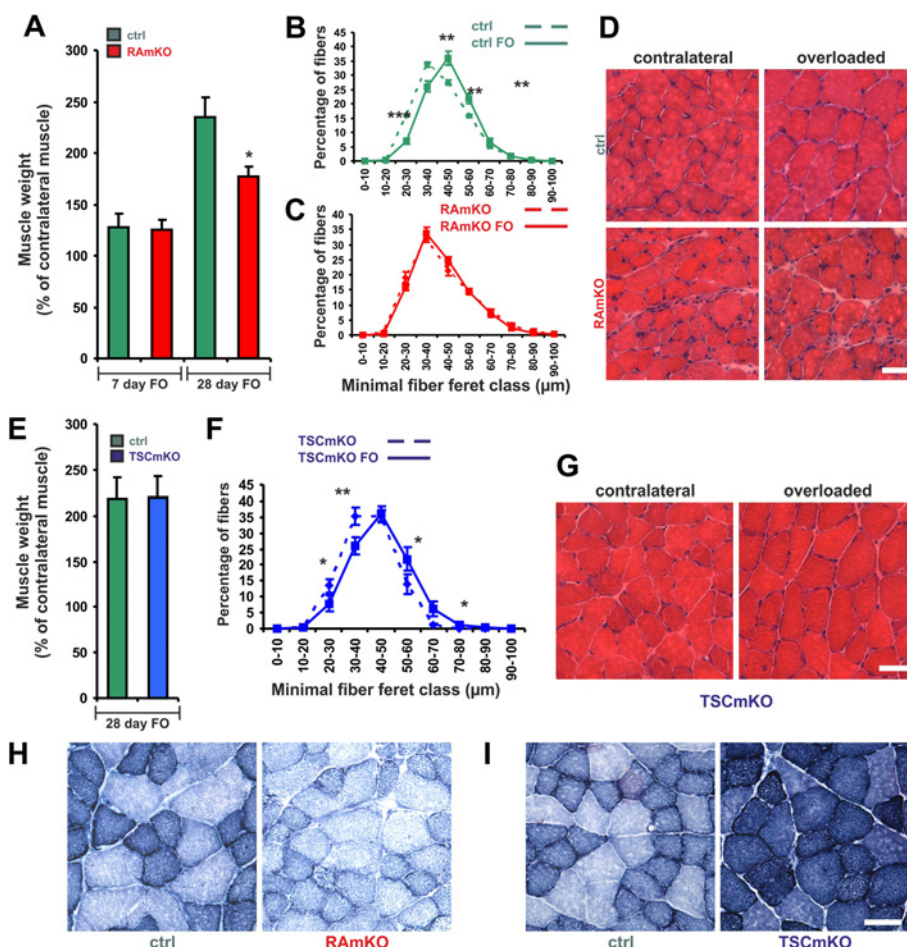 A
ctrl
RAmKO
Muscle weight
(% of contralateral muscle)
300
250
200
150
100
50
0
*
7 day FO
28 day FO
B
ctrl
ctrl FO
Percentage of fibers
45
40
35
30
25
20
15
10
5
0
***
**
**
**
0-10
10-20
20-30
30-40
40-50
50-60
60-70
70-80
80-90
90-100
C
RAmKO
RAmKO FO
Percentage of fibers
35
30
25
20
15
10
5
0
0-10
10-20
20-30
30-40
40-50
50-60
60-70
70-80
80-90
90-100
Minimal fiber feret class (µm)
D
contralateral
overloaded
ctrl
RAmKO
E
ctrl
TSCmKO
Muscle weight
(% of contralateral muscle)
300
250
200
150
100
50
0
28 day FO
F
TSCmKO
TSCmKO FO
Percentage of fibers
45
40
35
30
25
20
15
10
5
0
*
**
*
*
0-10
10-20
20-30
30-40
40-50
50-60
60-70
70-80
80-90
90-100
Minimal fiber feret class (µm)
G
contralateral
overloaded
TSCmKO
H
ctrl
RAmKO
I
ctrl
TSCmKO